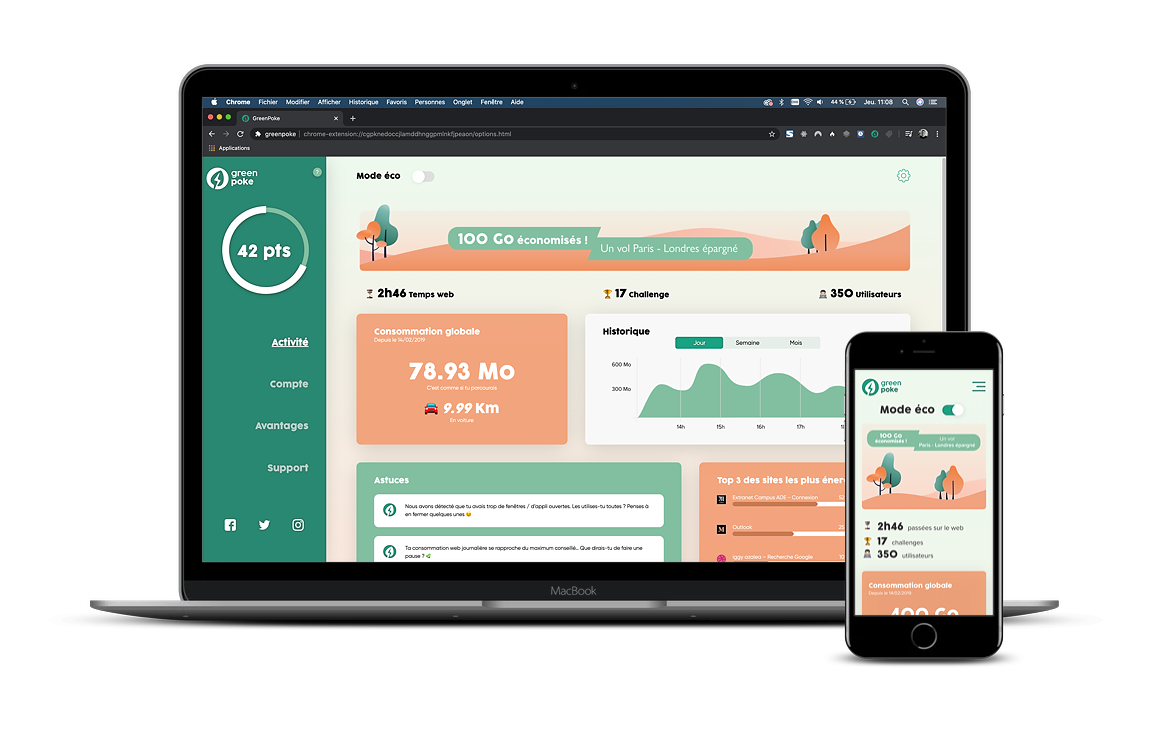 Chrome Fichier Modifier Afficher Historique Favoris Personnes Onglet Fenêtre Aide
44 % Jeu. 11:08
GreenPoke
greenpoke chrome-extension://cgpknedoccjlamddhnggpminkfjpeaon/options.html
Applications
green
poke
?
42 pts
Activité
Compte
Avantages
Support
Mode éco
100 Go économisés !
Un vol Paris - Londres épargné
2h46 Temps web
17 Challenge
350 Utilisateurs
Consommation globale
Depuis le 14/02/2019
78.93 Mo
C'est comme si tu parcourais
9.99 Km
En voiture
Historique
Jour Semaine Mois
600 Mo
300 Mo
14h 15h 16h 17h
Astuces
Nous avons détecté que tu avais trop de fenêtres / d'appli ouvertes. Les utilises-tu toutes ? Penses à
en fermer quelques unes
Ta consommation web journalière se rapproche du maximum conseillé... Que dirais-tu de faire une
pause ?
Top 3 des sites les plus éner
Extranet Campus ADE - Connexion
Outlook
Iggy azalera - Recherche Google
MacBook
green
poke
Mode éco
100 Go
économisés !
Un vol
Paris - Londres épargné
2h46 passées sur le web
17 challenges
350 utilisateurs
Consommation globale
Depuis le 14/02/2019
400 Go